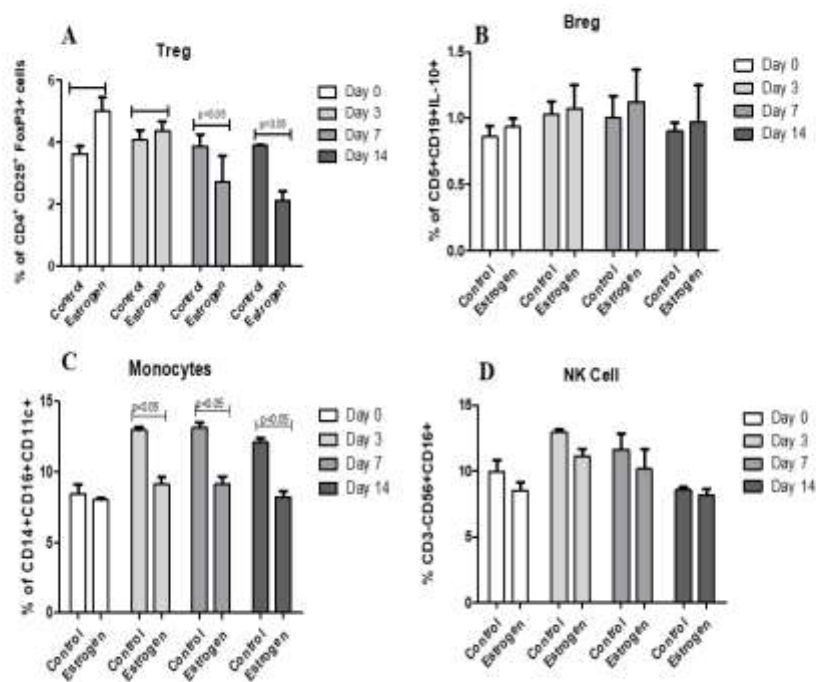 A
Treg
% of CD4+ CD25+ FoxP3+ cells
6
4
2
0
p<0.05
p<0.05
Control
Estrogen
Control
Estrogen
Control
Estrogen
Control
Estrogen
Day 0
Day 3
Day 7
Day 14
B
Breg
% of CD5+CD19+IL-10+
1.5
1.0
0.5
0.0
Control
Estrogen
Control
Estrogen
Control
Estrogen
Control
Estrogen
Day 0
Day 3
Day 7
Day 14
C
Monocytes
% of CD14+CD16+CD11c+
15
10
5
0
p<0.05
p<0.05
p<0.05
Control
Estrogen
Control
Estrogen
Control
Estrogen
Control
Estrogen
Day 0
Day 3
Day 7
Day 14
D
NK Cell
% CD3-CD56+CD16+
15
10
5
0
Control
Estrogen
Control
Estrogen
Control
Estrogen
Control
Estrogen
Day 0
Day 3
Day 7
Day 14